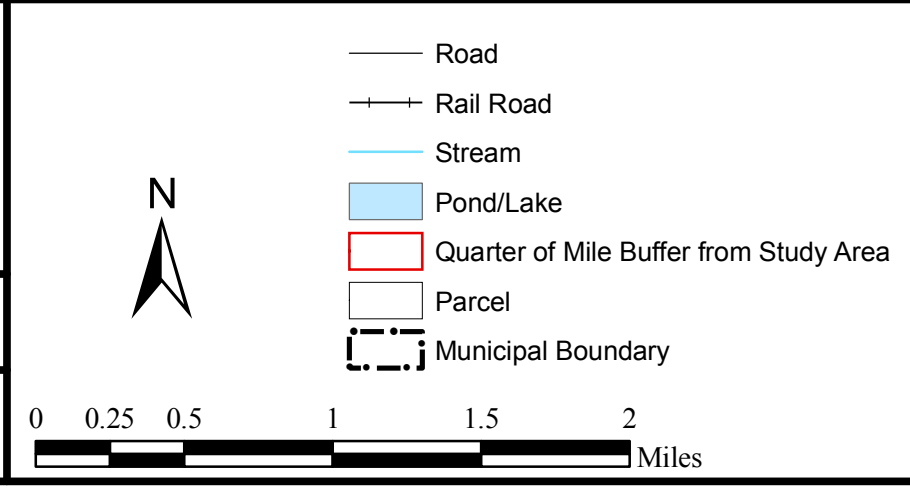 Road
Rail Road
Stream
N
Pond/Lake
Quarter of Mile Buffer from Study Area
Parcel
Municipal Boundary
0 0.25 0.5 1 1.5 2
Miles